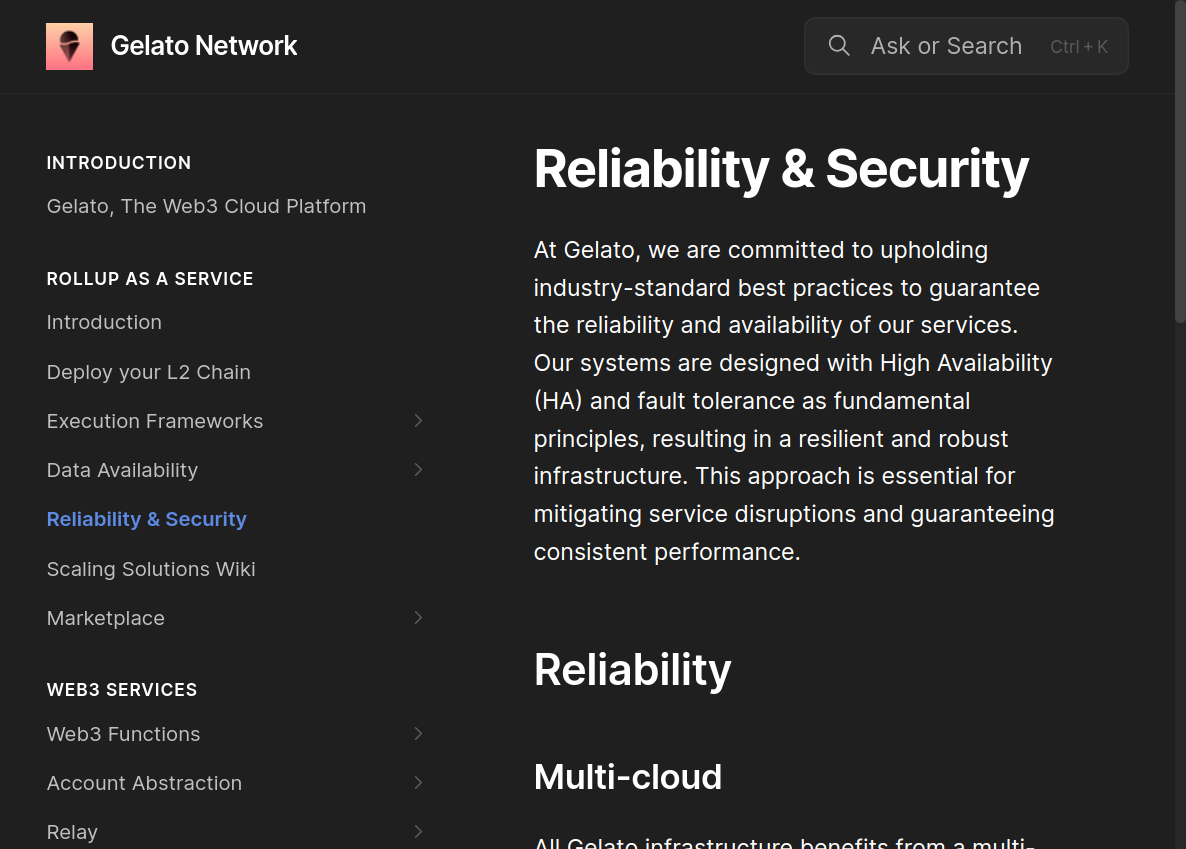 Gelato Network
Ask or Search
Ctrl + K
INTRODUCTION
Gelato, The Web3 Cloud Platform
ROLLUP AS A SERVICE
Introduction
Deploy your L2 Chain
Execution Frameworks
Data Availability
Reliability & Security
Scaling Solutions Wiki
Marketplace
WEB3 SERVICES
Web3 Functions
Account Abstraction
Relay
Reliability & Security
At Gelato, we are committed to upholding
industry-standard best practices to guarantee
the reliability and availability of our services.
Our systems are designed with High Availability
(HA) and fault tolerance as fundamental
principles, resulting in a resilient and robust
infrastructure. This approach is essential for
mitigating service disruptions and guaranteeing
consistent performance.
Reliability
Multi-cloud
All Gelato infrastructure benefits from a multi-